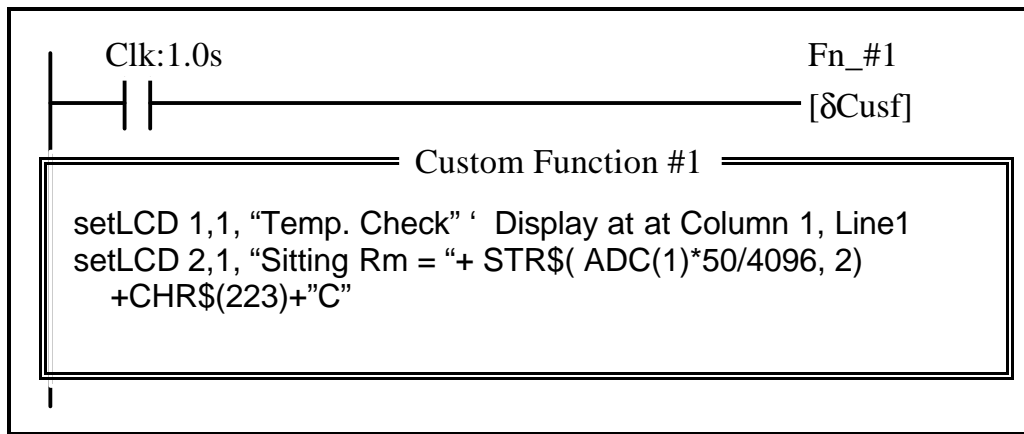 Clk:1.0s Fn_#1
[δCusf]
Custom Function #1
setLCD 1,1, “Temp. Check” ‘ Display at at Column 1, Line1
setLCD 2,1, “Sitting Rm = “+ STR$( ADC(1)*50/4096, 2)
+CHR$(223)+”C”